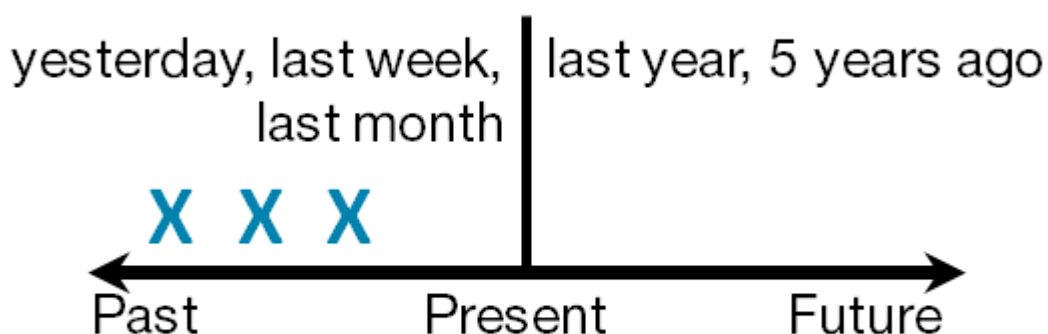 yesterday, last week,
last month
last year, 5 years ago
X X X
Past Present Future